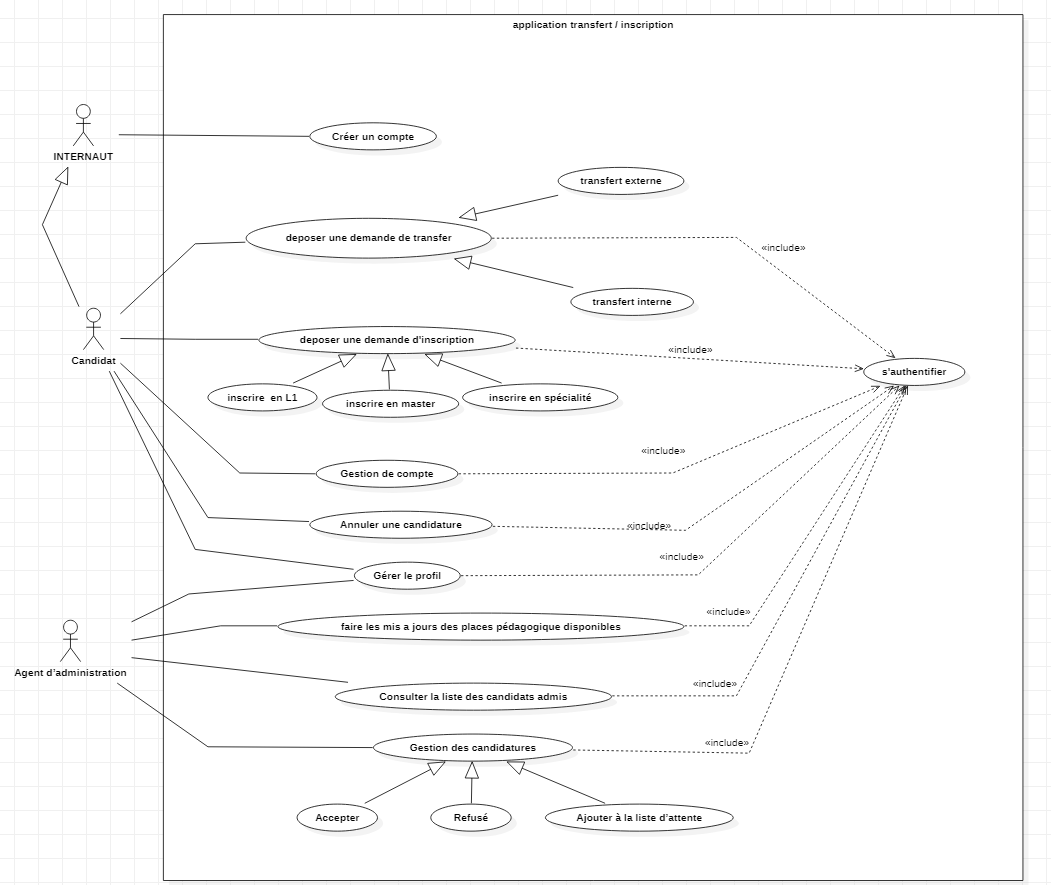 application transfert / inscription
INTERNAUT
Créer un compte
transfert externe
deposer une demande de transfer
«include»
transfert interne
Candidat
deposer une demande d'inscription
«include»
s'authentifier
inscrire  en L1
inscrire en master
inscrire en spécialité
«include»
Gestion de compte
Annuler une candidature
«include»
«include»
Gérer le profil
«include»
faire les mis a jours des places pédagogique disponibles
Agent d'administration
«include»
Consulter la liste des candidats admis
«include»
Gestion des candidatures
Accepter
Refusé
Ajouter à la liste d'attente